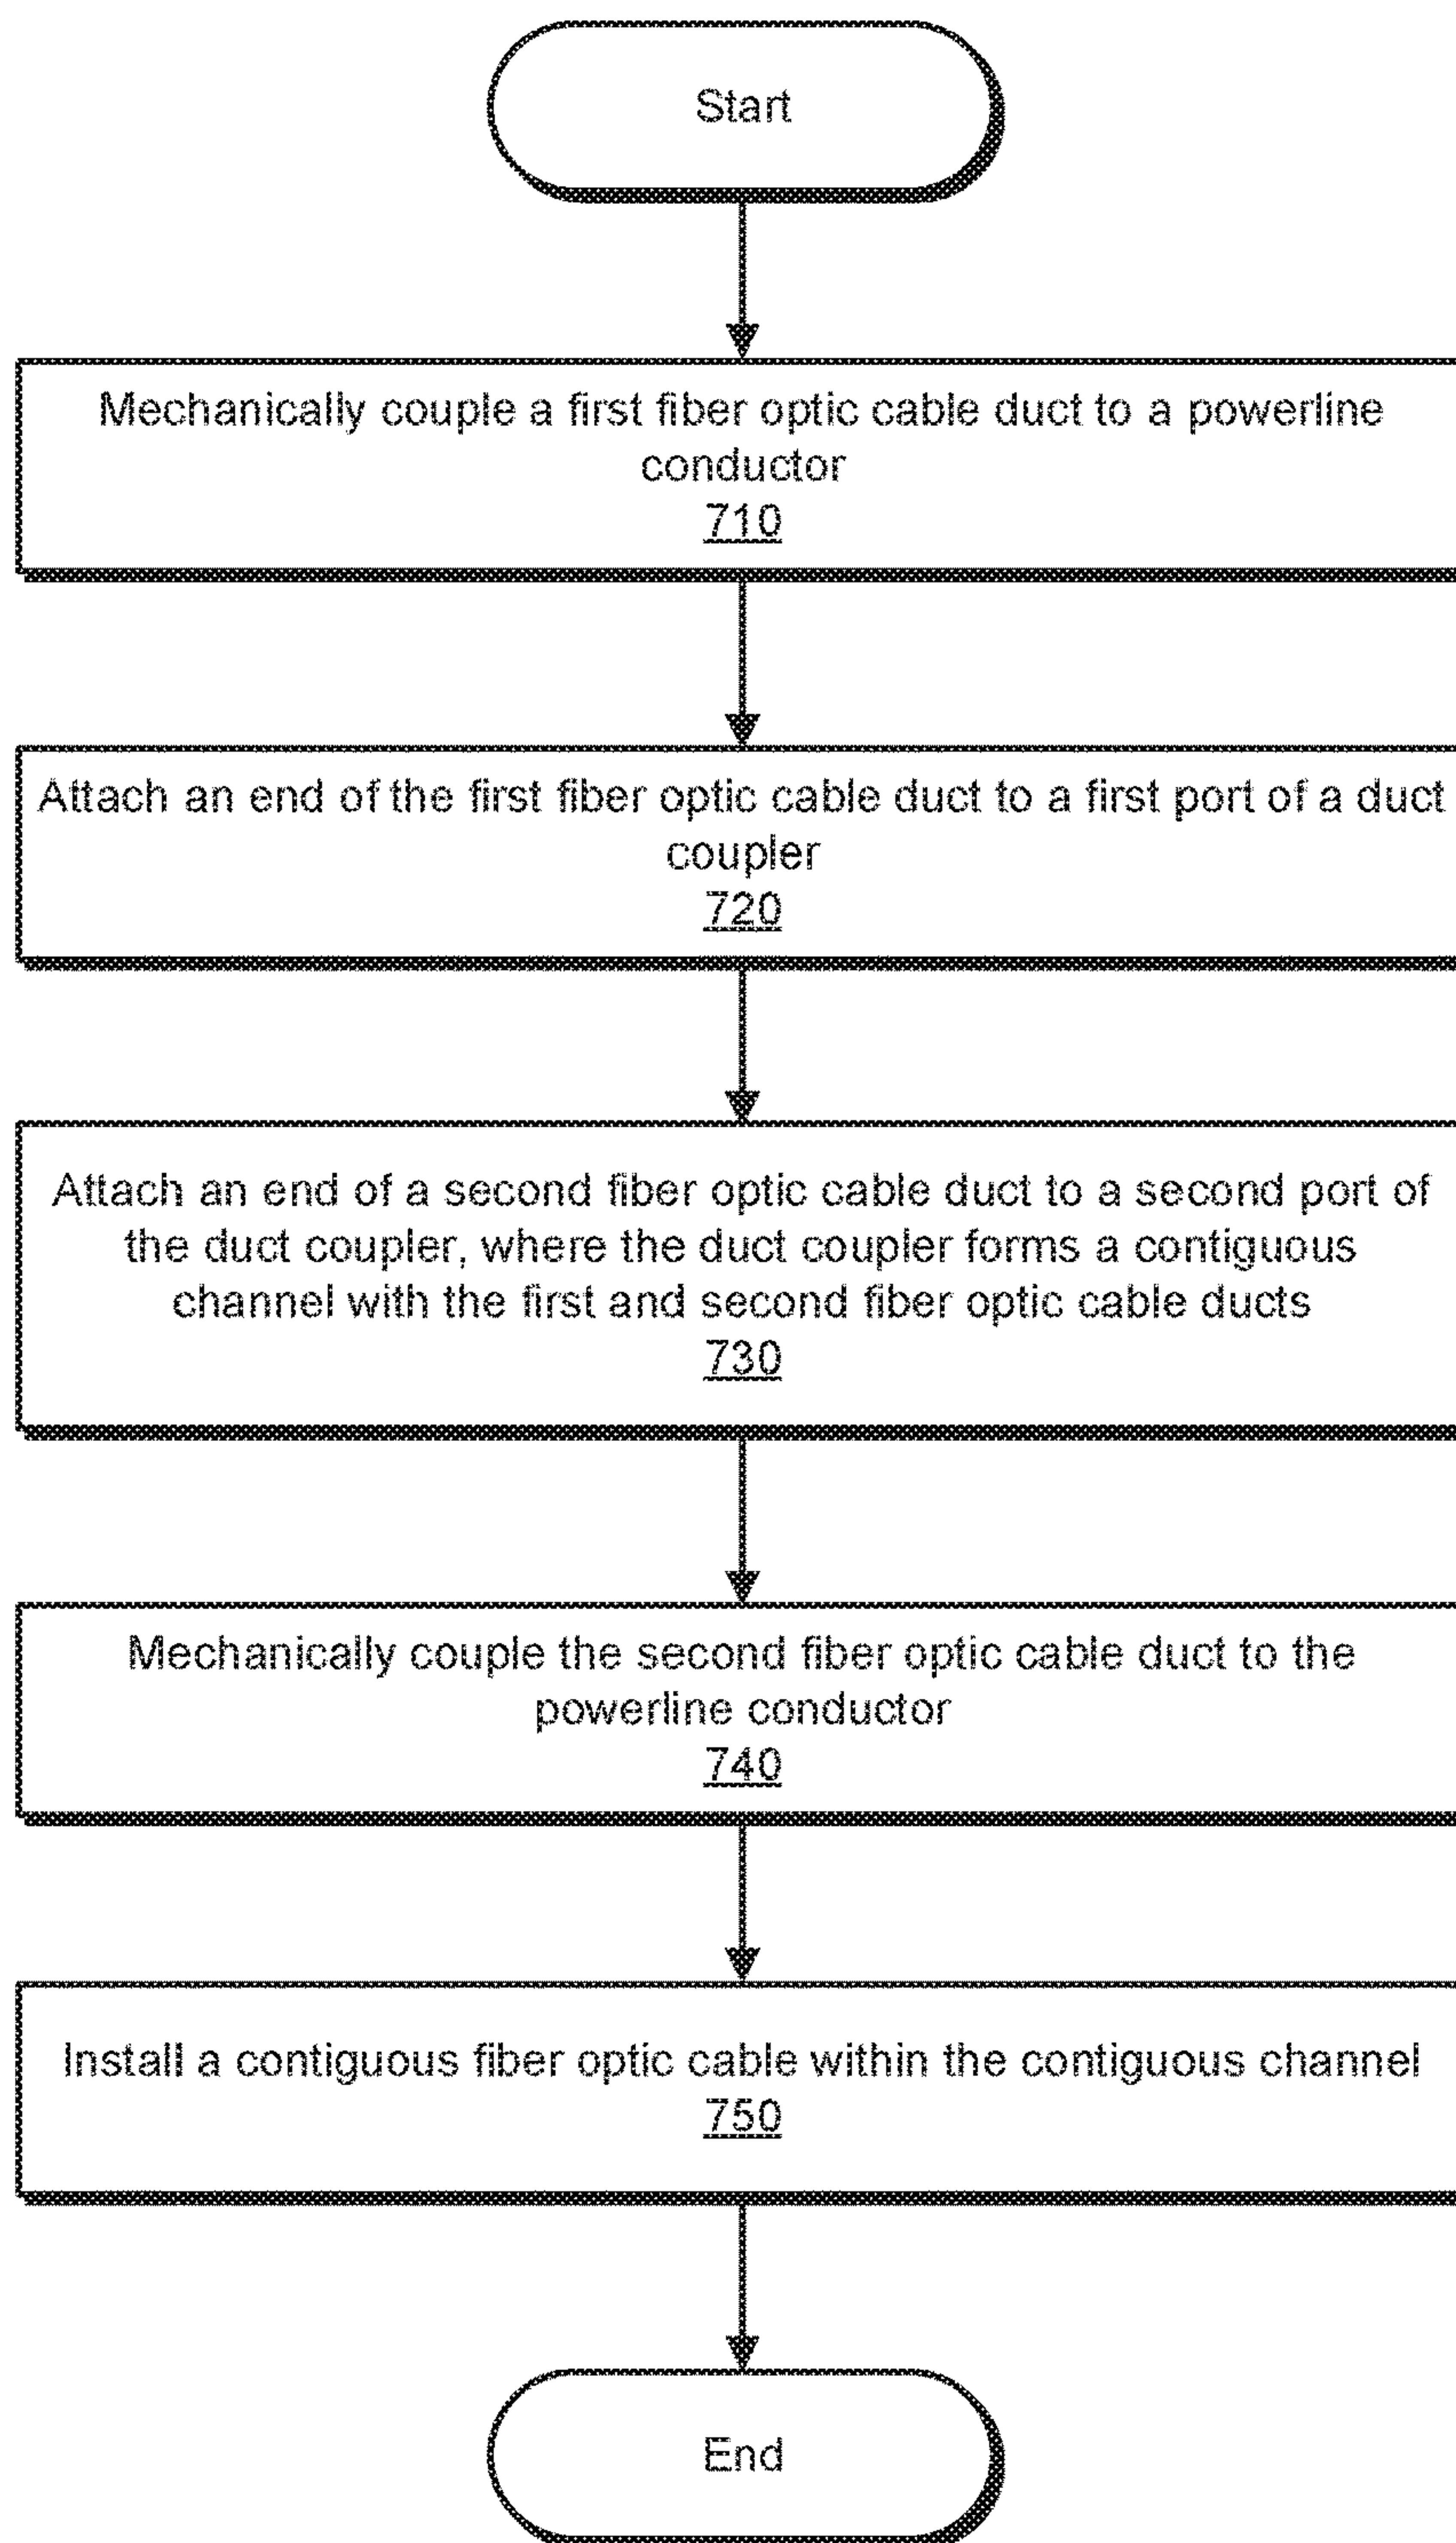 Start
Mechanically couple a first fiber optic cable duct to a powerline
conductor
710
Attach an end of the first fiber optic cable duct to a first port of a duct
coupler
720
Attach an end of a second fiber optic cable duct to a second port of
the duct coupler, where the duct coupler forms a contiguous
channel with the first and second fiber optic cable ducts
730
Mechanically couple the second fiber optic cable duct to the
powerline conductor
740
Install a contiguous fiber optic cable within the contiguous channel
750
End